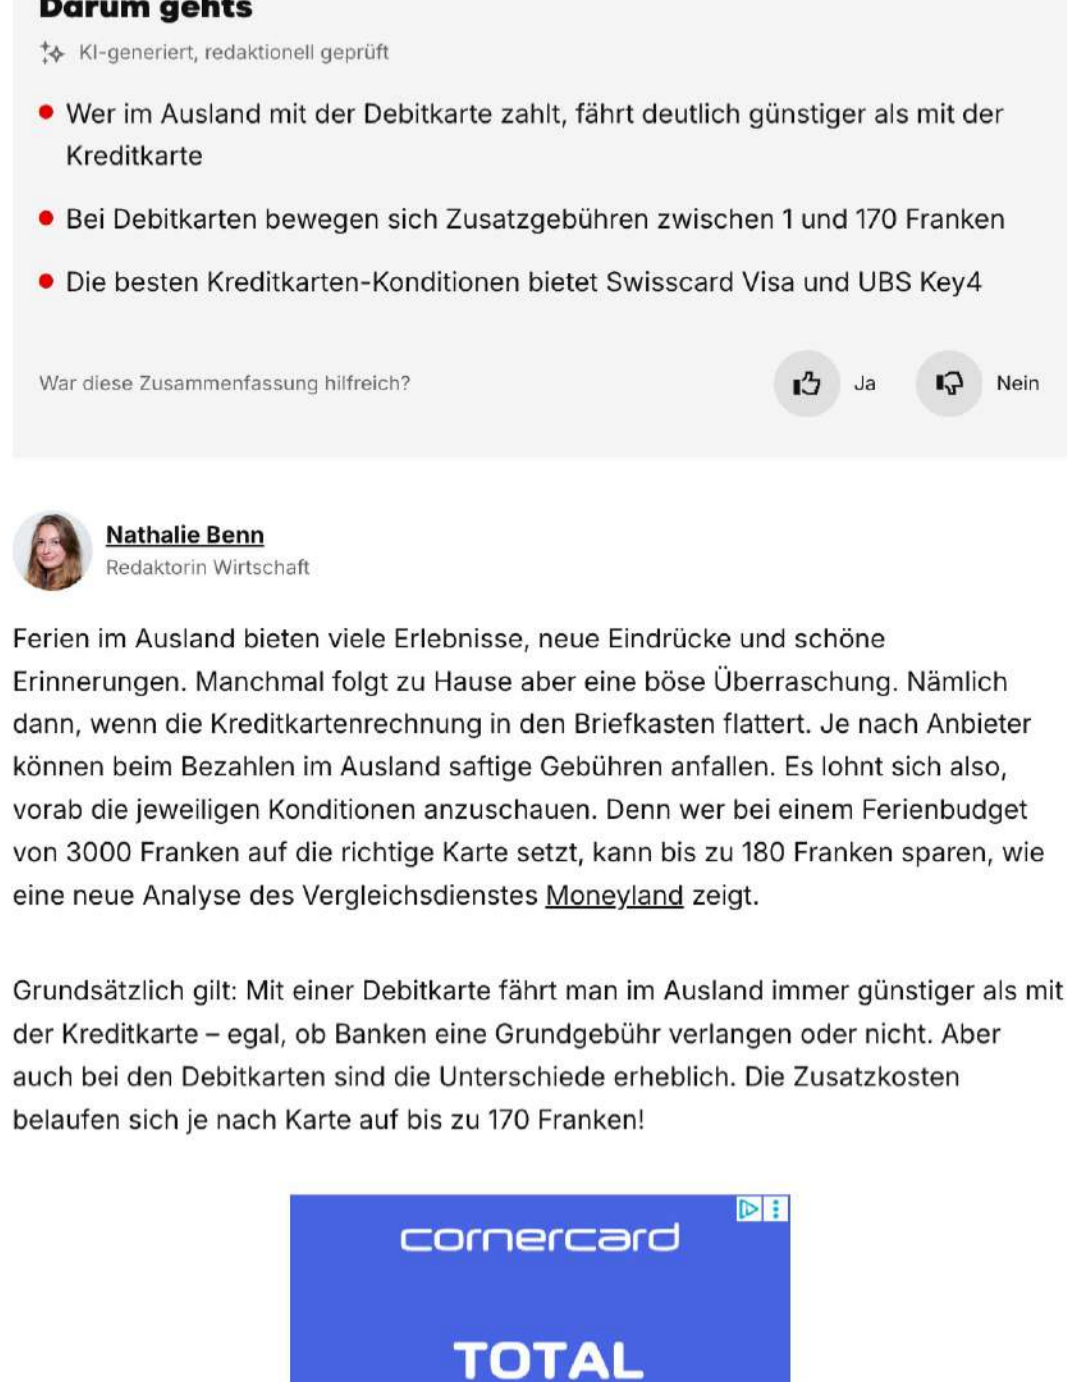 Darum gehts
KI-generiert, redaktionell geprüft
Wer im Ausland mit der Debitkarte zahlt, fährt deutlich günstiger als mit der
Kreditkarte
Bei Debitkarten bewegen sich Zusatzgebühren zwischen 1 und 170 Franken
Die besten Kreditkarten-Konditionen bietet Swisscard Visa und UBS Key4
War diese Zusammenfassung hilfreich?
Ja
Nein
Nathalie Benn
Redaktorin Wirtschaft
Ferien im Ausland bieten viele Erlebnisse, neue Eindrücke und schöne
Erinnerungen. Manchmal folgt zu Hause aber eine böse Überraschung. Nämlich
dann, wenn die Kreditkartenrechnung in den Briefkasten flattert. Je nach Anbieter
können beim Bezahlen im Ausland saftige Gebühren anfallen. Es lohnt sich also,
vorab die jeweiligen Konditionen anzuschauen. Denn wer bei einem Ferienbudget
von 3000 Franken auf die richtige Karte setzt, kann bis zu 180 Franken sparen, wie
eine neue Analyse des Vergleichsdienstes Moneyland zeigt.
Grundsätzlich gilt: Mit einer Debitkarte fährt man im Ausland immer günstiger als mit
der Kreditkarte – egal, ob Banken eine Grundgebühr verlangen oder nicht. Aber
auch bei den Debitkarten sind die Unterschiede erheblich. Die Zusatzkosten
belaufen sich je nach Karte auf bis zu 170 Franken!
cornercard
TOTAL